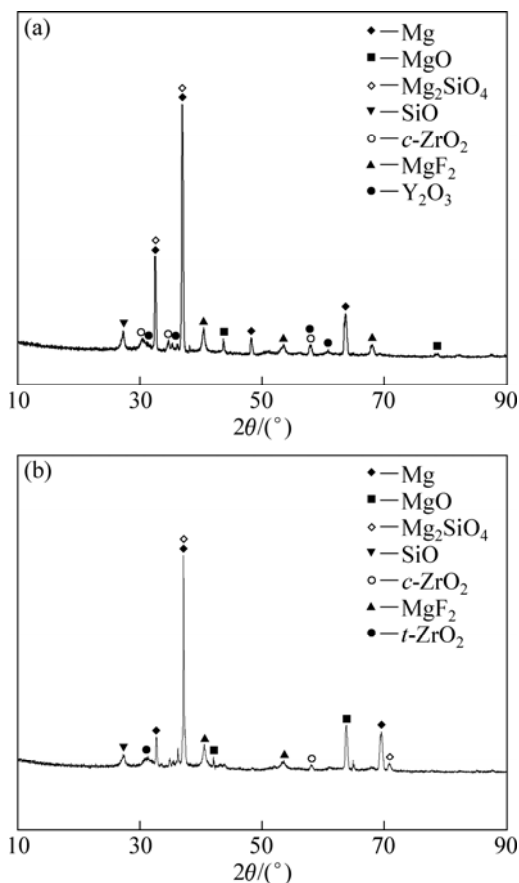 (a)
◆ — Mg
■ — MgO
◇ — Mg₂SiO₄
▼ — SiO
○ — c-ZrO₂
▲ — MgF₂
● — Y₂O₃
10 30 50 70 90
2θ/(°)
(b)
◆ — Mg
■ — MgO
◇ — Mg₂SiO₄
▼ — SiO
○ — c-ZrO₂
▲ — MgF₂
● — t-ZrO₂
10 30 50 70 90
2θ/(°)